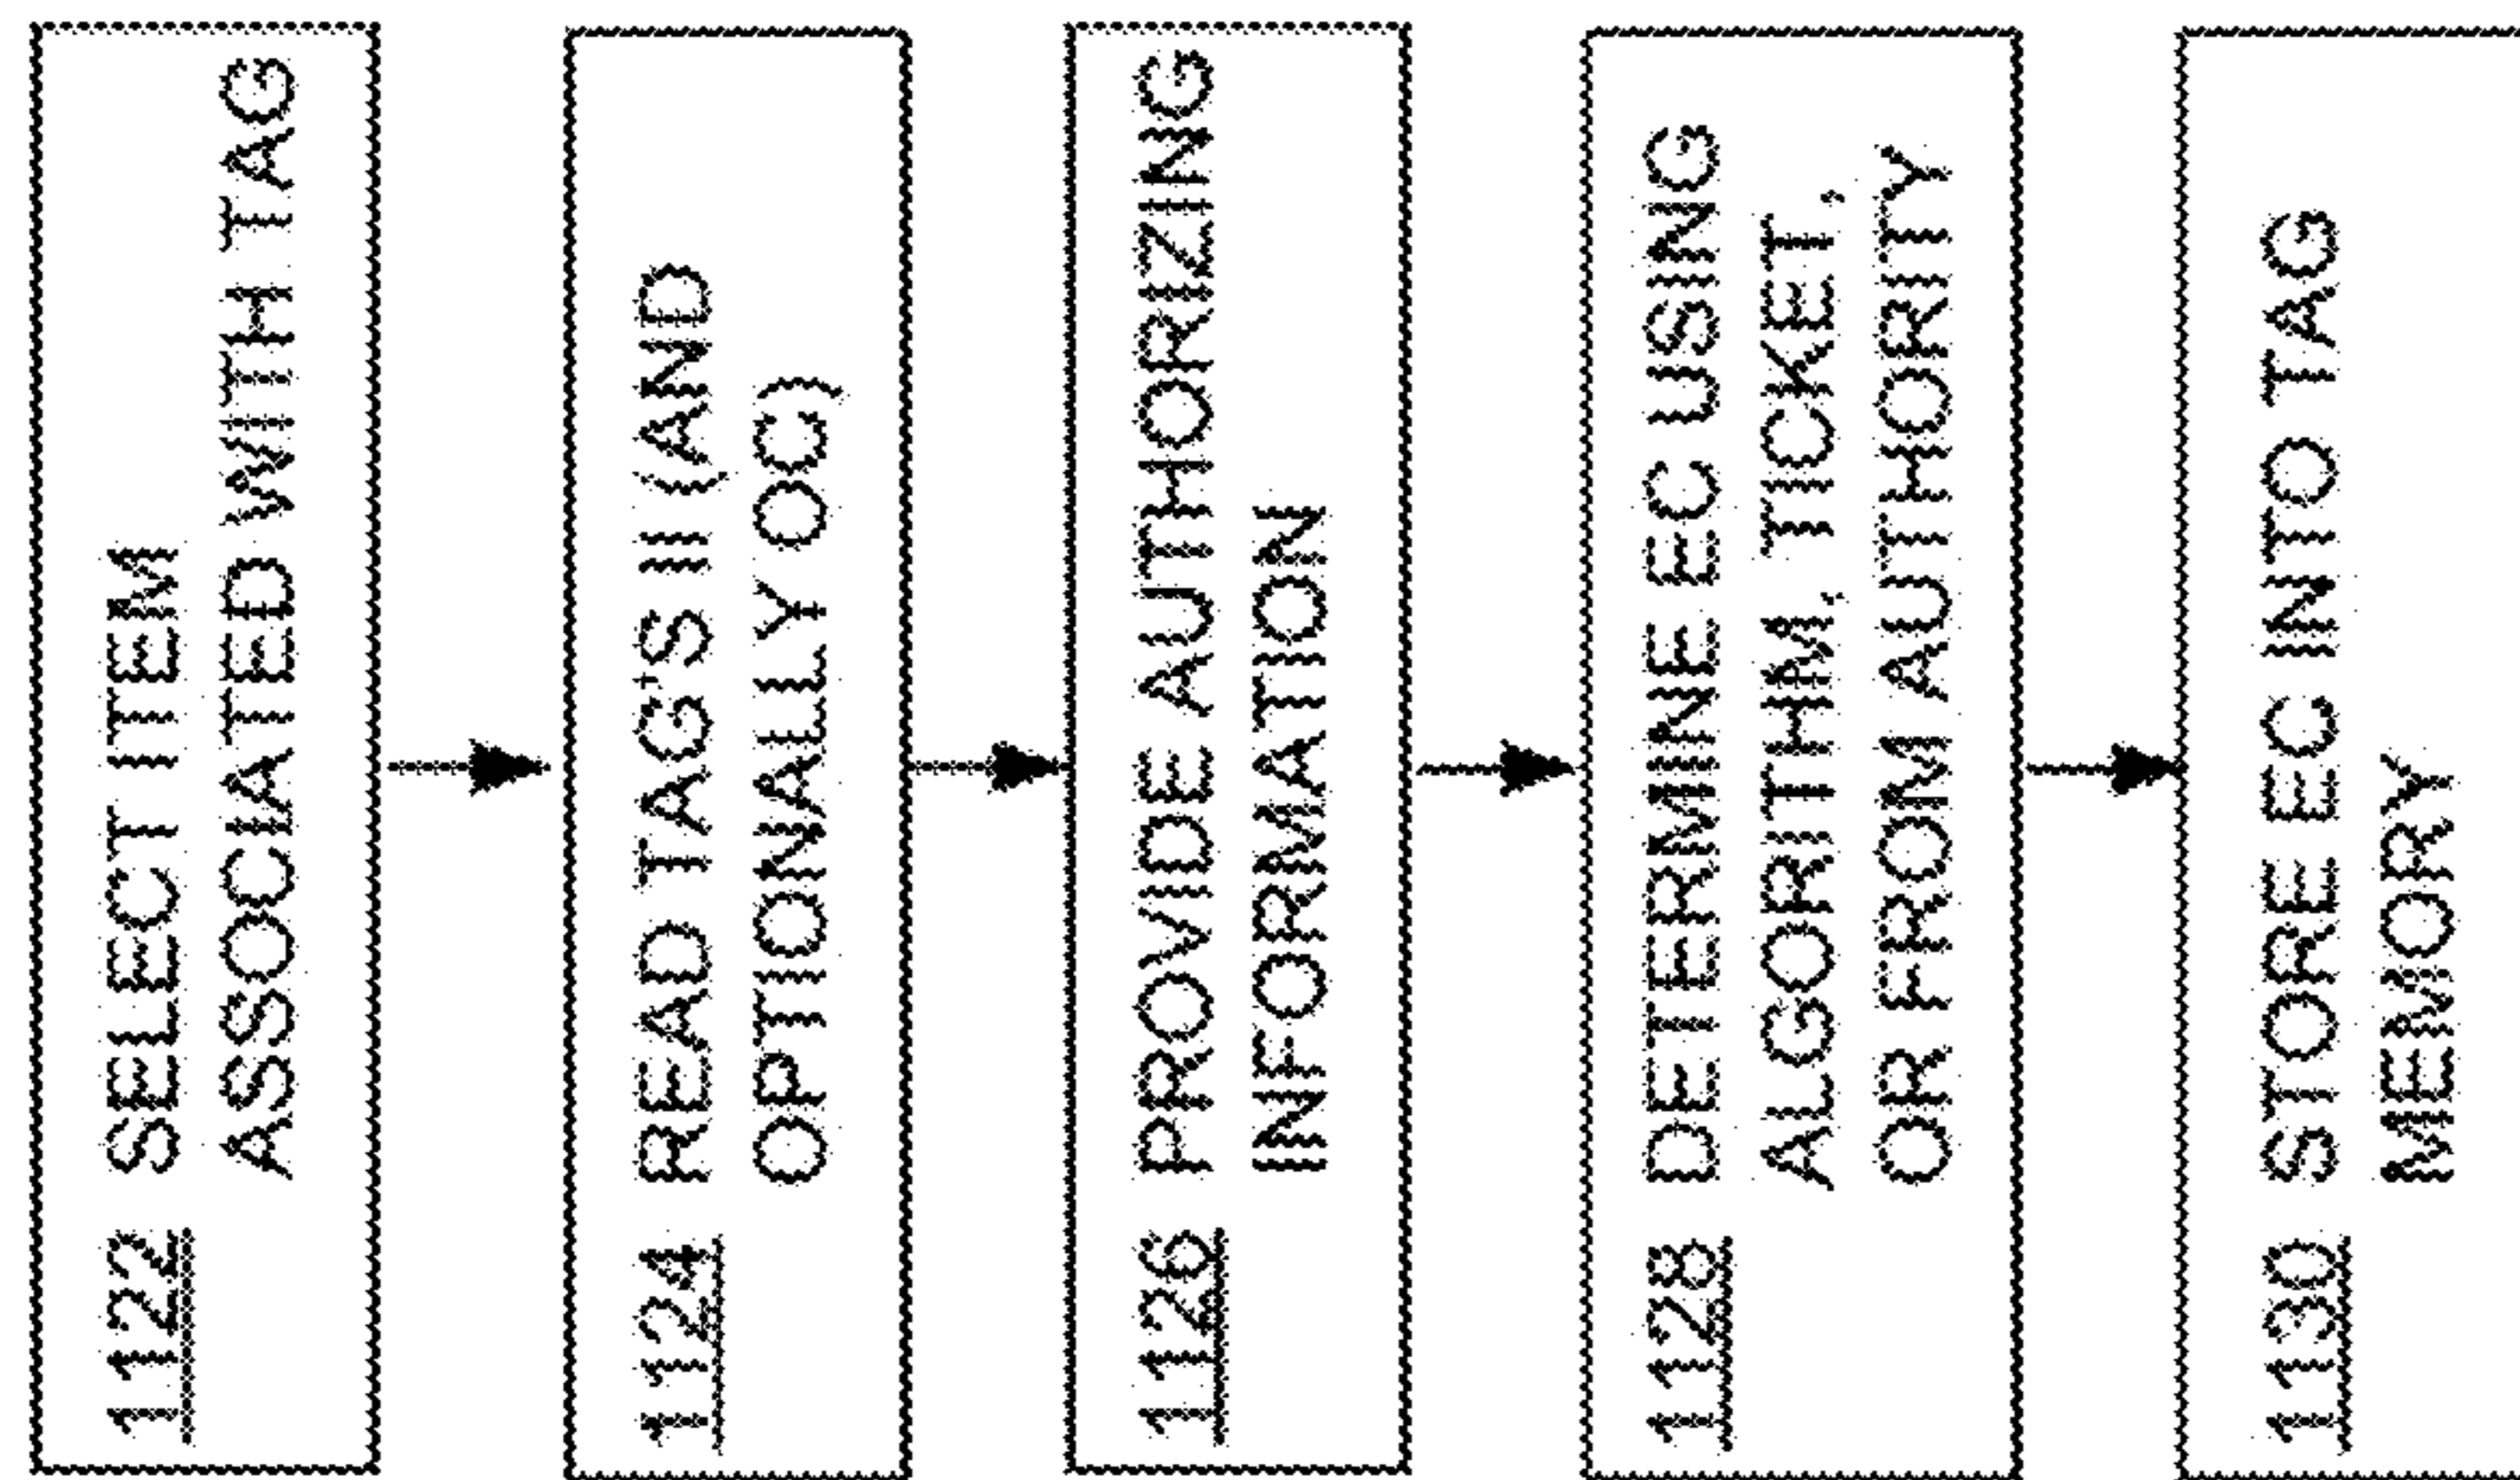 1122 SELECT ITEM
ASSOCIATED WITH TAG
1124 READ TAG'S II (AND
OPTIONALLY OC)
1126 PROVIDE AUTHORIZING
INFORMATION
1128 DETERMINE EC USING
ALGORITHM, TICKET,
OR FROM AUTHORITY
1130 STORE EC INTO TAG
MEMORY